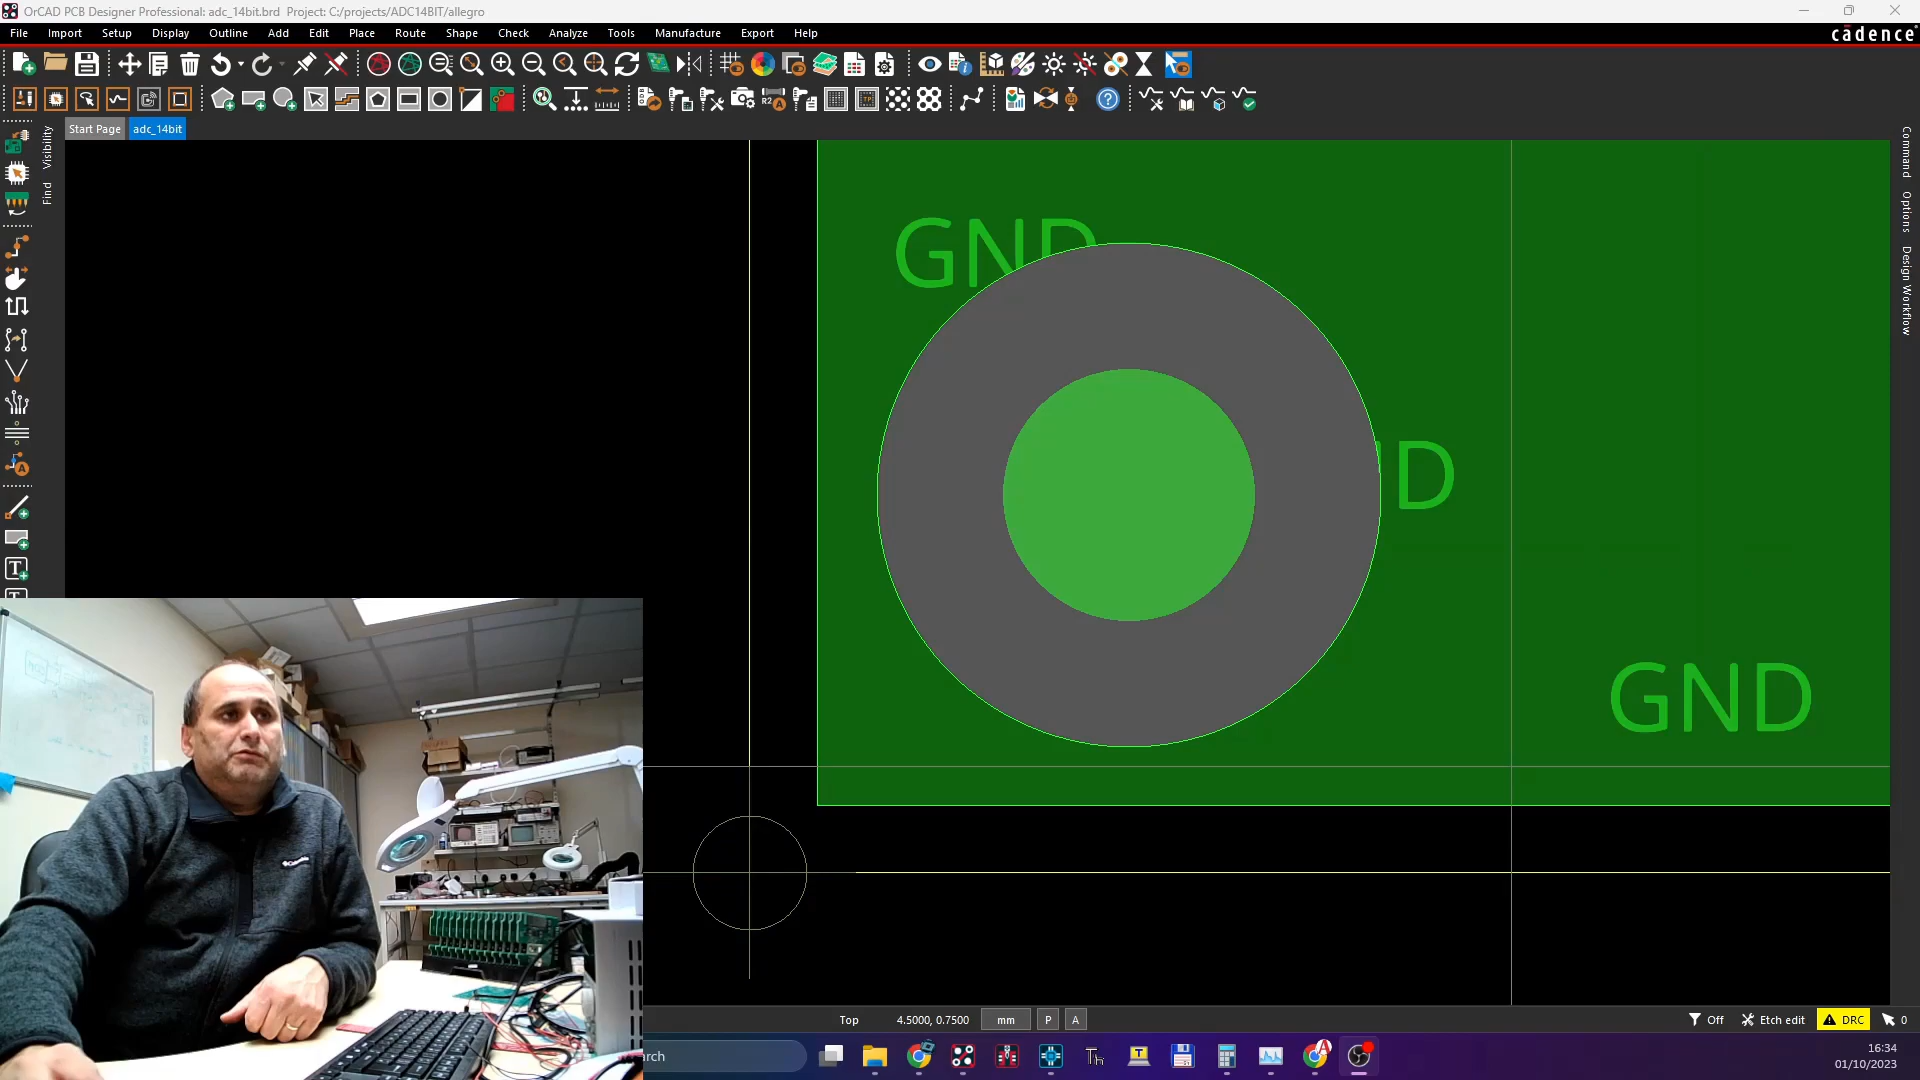 OrCAD PCB Designer Professional: adc_14bit.brd Project: C:/projects/ADC14BIT/allegro
File Import Setup Display Outline Add Edit Place Route Shape Check Analyze Tools Manufacture Export Help
cādence
Start Page adc_14bit
Visibility
Find
Command
Options
Design Workflow
GND
D
GND
Top 4.5000, 0.7500 mm P A Off Etch edit DRC 0
arch
16:34
01/10/2023